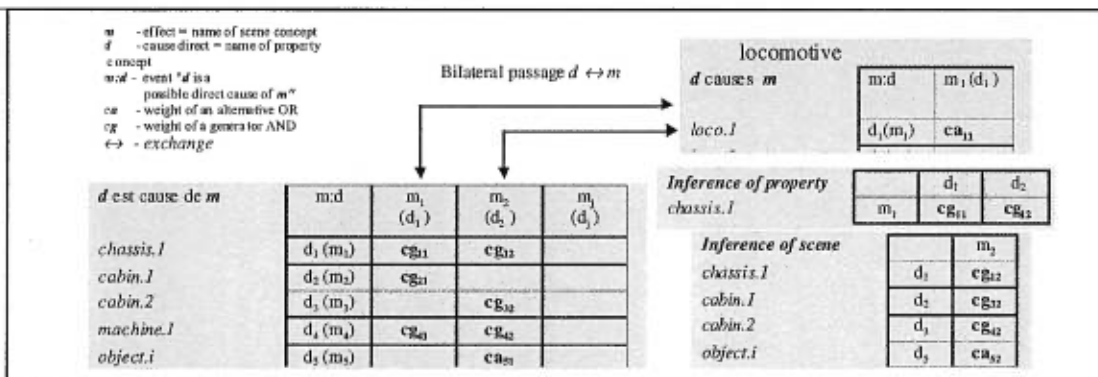 m - effect = name of scene concept
d - cause direct = name of property
concept
m:d - event "d is a
possible direct cause of m"
ca - weight of an alternative OR
cg - weight of a generator AND
↔ - exchange
Bilateral passage d ↔ m
locomotive
d causes m m:d m₁(d₁)
loco.1 d₁(m₁) ca₁₁
d est cause de m m:d m₁ (d₁) m₂ (d₂) mⱼ (dⱼ)
chassis.1 d₁ (m₁) cg₁₁ cg₁₂
cabin.1 d₂ (m₂) cg₂₁
cabin.2 d₃ (m₃) cg₃₂
machine.1 d₄ (m₄) cg₄₁ cg₄₂
object.i d₅ (m₅) ca₅₁
Inference of property d₁ d₂
chassis.1 m₁ cg₁₁ cg₁₂
Inference of scene m₂
chassis.1 d₁ cg₁₂
cabin.1 d₂ cg₃₂
cabin.2 d₃ cg₄₂
object.i d₅ ca₅₂